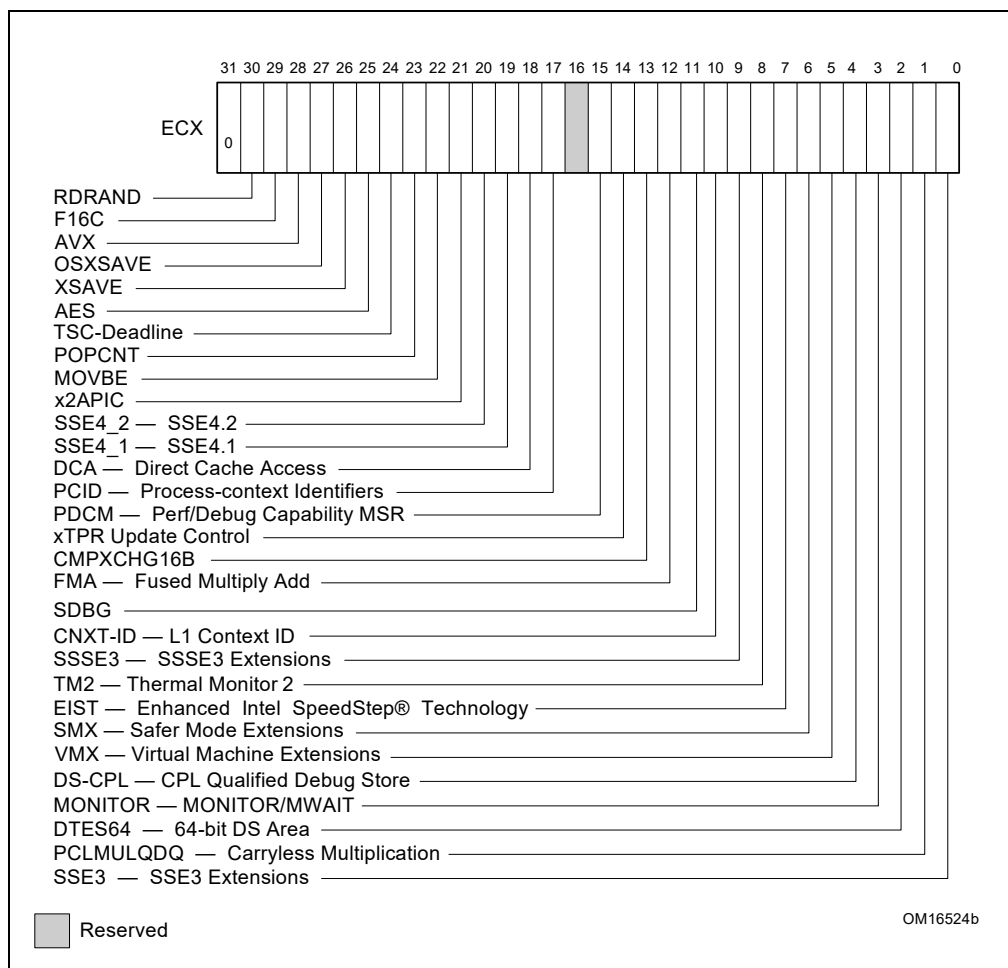 31 30 29 28 27 26 25 24 23 22 21 20 19 18 17 16 15 14 13 12 11 10 9 8 7 6 5 4 3 2 1 0
ECX
0
RDRAND
F16C
AVX
OSXSAVE
XSAVE
AES
TSC-Deadline
POPCNT
MOVBE
x2APIC
SSE4_2 — SSE4.2
SSE4_1 — SSE4.1
DCA — Direct Cache Access
PCID — Process-context Identifiers
PDCM — Perf/Debug Capability MSR
xTPR Update Control
CMPXCHG16B
FMA — Fused Multiply Add
SDBG
CNXT-ID — L1 Context ID
SSSE3 — SSSE3 Extensions
TM2 — Thermal Monitor 2
EIST — Enhanced Intel SpeedStep® Technology
SMX — Safer Mode Extensions
VMX — Virtual Machine Extensions
DS-CPL — CPL Qualified Debug Store
MONITOR — MONITOR/MWAIT
DTES64 — 64-bit DS Area
PCLMULQDQ — Carryless Multiplication
SSE3 — SSE3 Extensions
Reserved
OM16524b